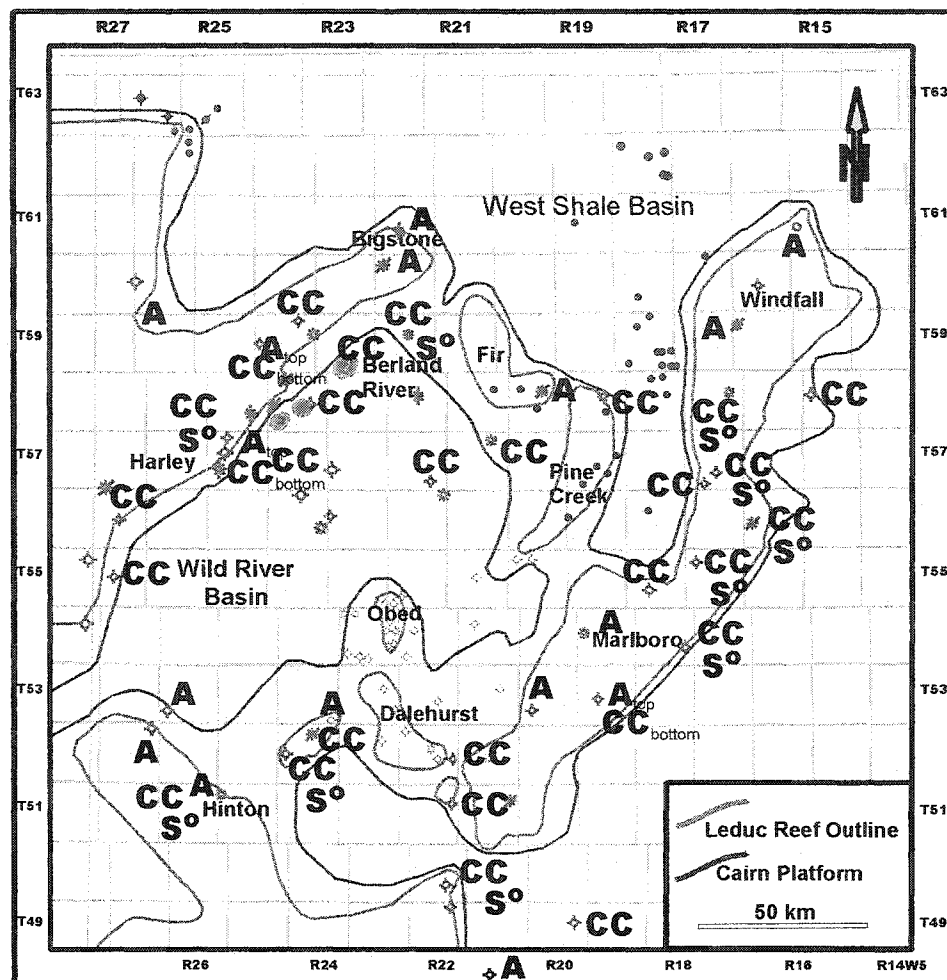 R27 R25 R23 R21 R19 R17 R15
T63 T63
N
T61 West Shale Basin T61
A
Bigstone
A
A
A
Windfall
CC
A
CC
T59 T59
A
S°
A top
CC
Fir
CC bottom
Berland
River
A
CC
CC
CC
CC
CC
S°
S°
A top
T57 T57
Harley
CC
CC
CC
CC
CC
CC bottom
Pine
Creek
S°
CC
CC
CC
S°
T55 T55
CC
Wild River
Basin
CC
CC
S°
Obed
A
Marlboro
CC
S°
T53 T53
A
A
A
A top
Dalehurst
CC bottom
A
CC
CC
CC
S°
A
T51 T51
CC
Hinton
CC
S°
Leduc Reef Outline
CC
Cairn Platform
S°
50 km
T49 T49
CC
R26 R24 R22 A R20 R18 R16 R14W5